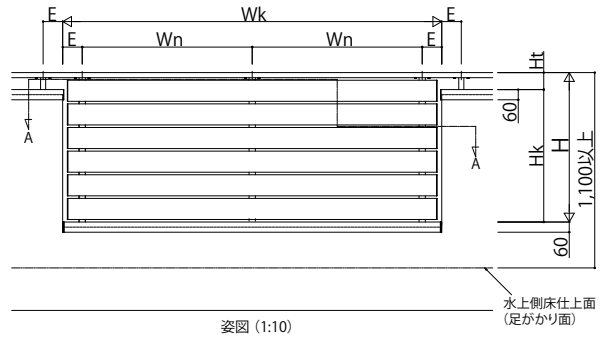 E Wk E
E Wn Wn E
Ht
60
Hk
H
1,100以上
A
A
60
水上側床仕上面
（足がかり面）
姿図（1:10）